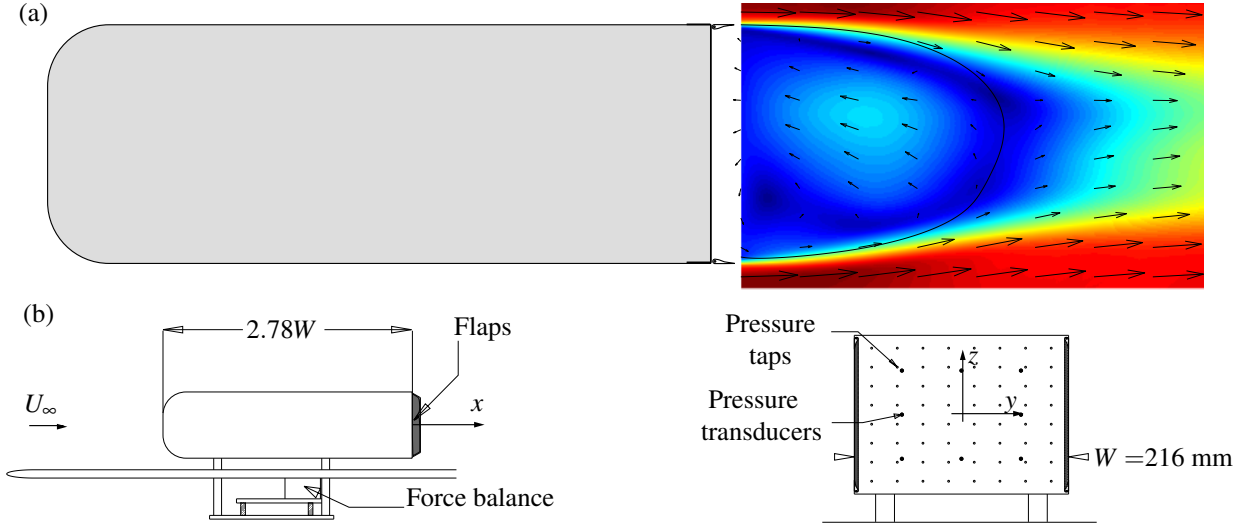 (a)
(b)
2.78W
Flaps
U∞
x
Force balance
Pressure
taps
z
Pressure
transducers
y
W =216 mm